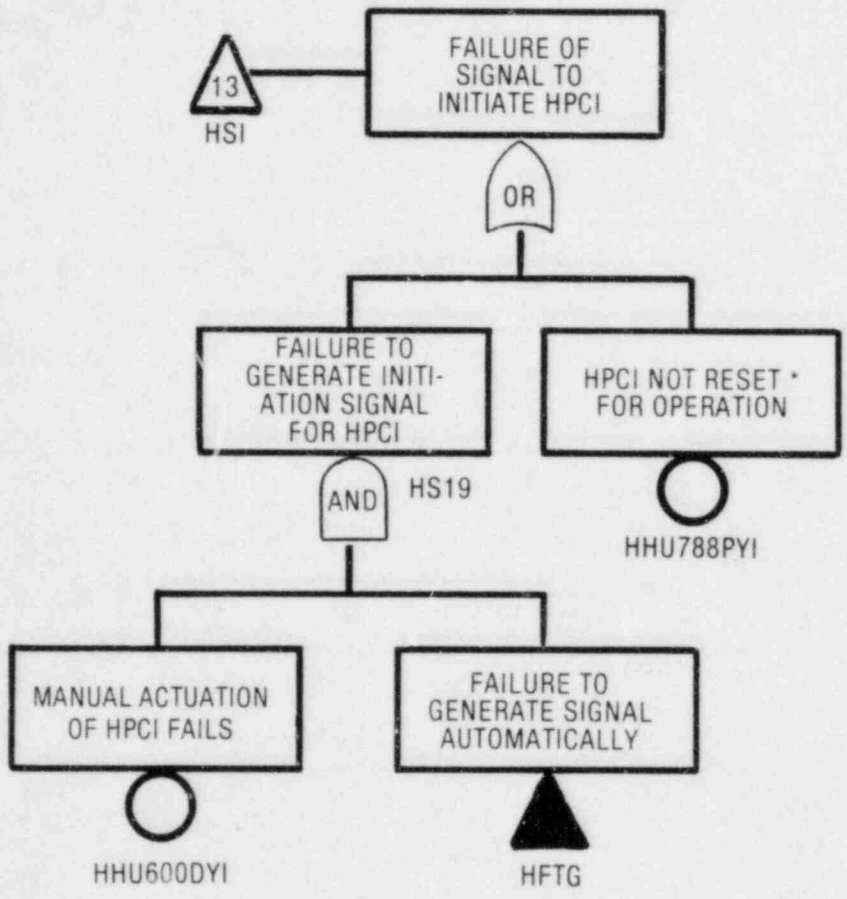 FAILURE OF
SIGNAL TO
INITIATE HPCI
13
HSI
OR
FAILURE TO
GENERATE INITI-
ATION SIGNAL
FOR HPCI
HPCI NOT RESET *
FOR OPERATION
AND
HS19
HHU788PYI
MANUAL ACTUATION
OF HPCI FAILS
FAILURE TO
GENERATE SIGNAL
AUTOMATICALLY
HHU600DYI
HFTG